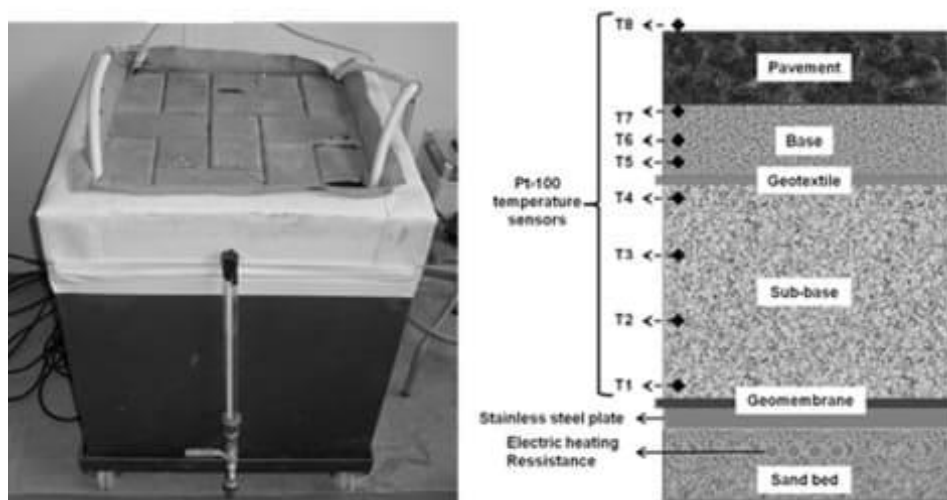 T8
Pavement
T7
T6
Base
T5
Geotextile
Pt-100
temperature
sensors
T4
T3
Sub-base
T2
T1
Geomembrane
Stainless steel plate
Electric heating
Ressistance
Sand bed